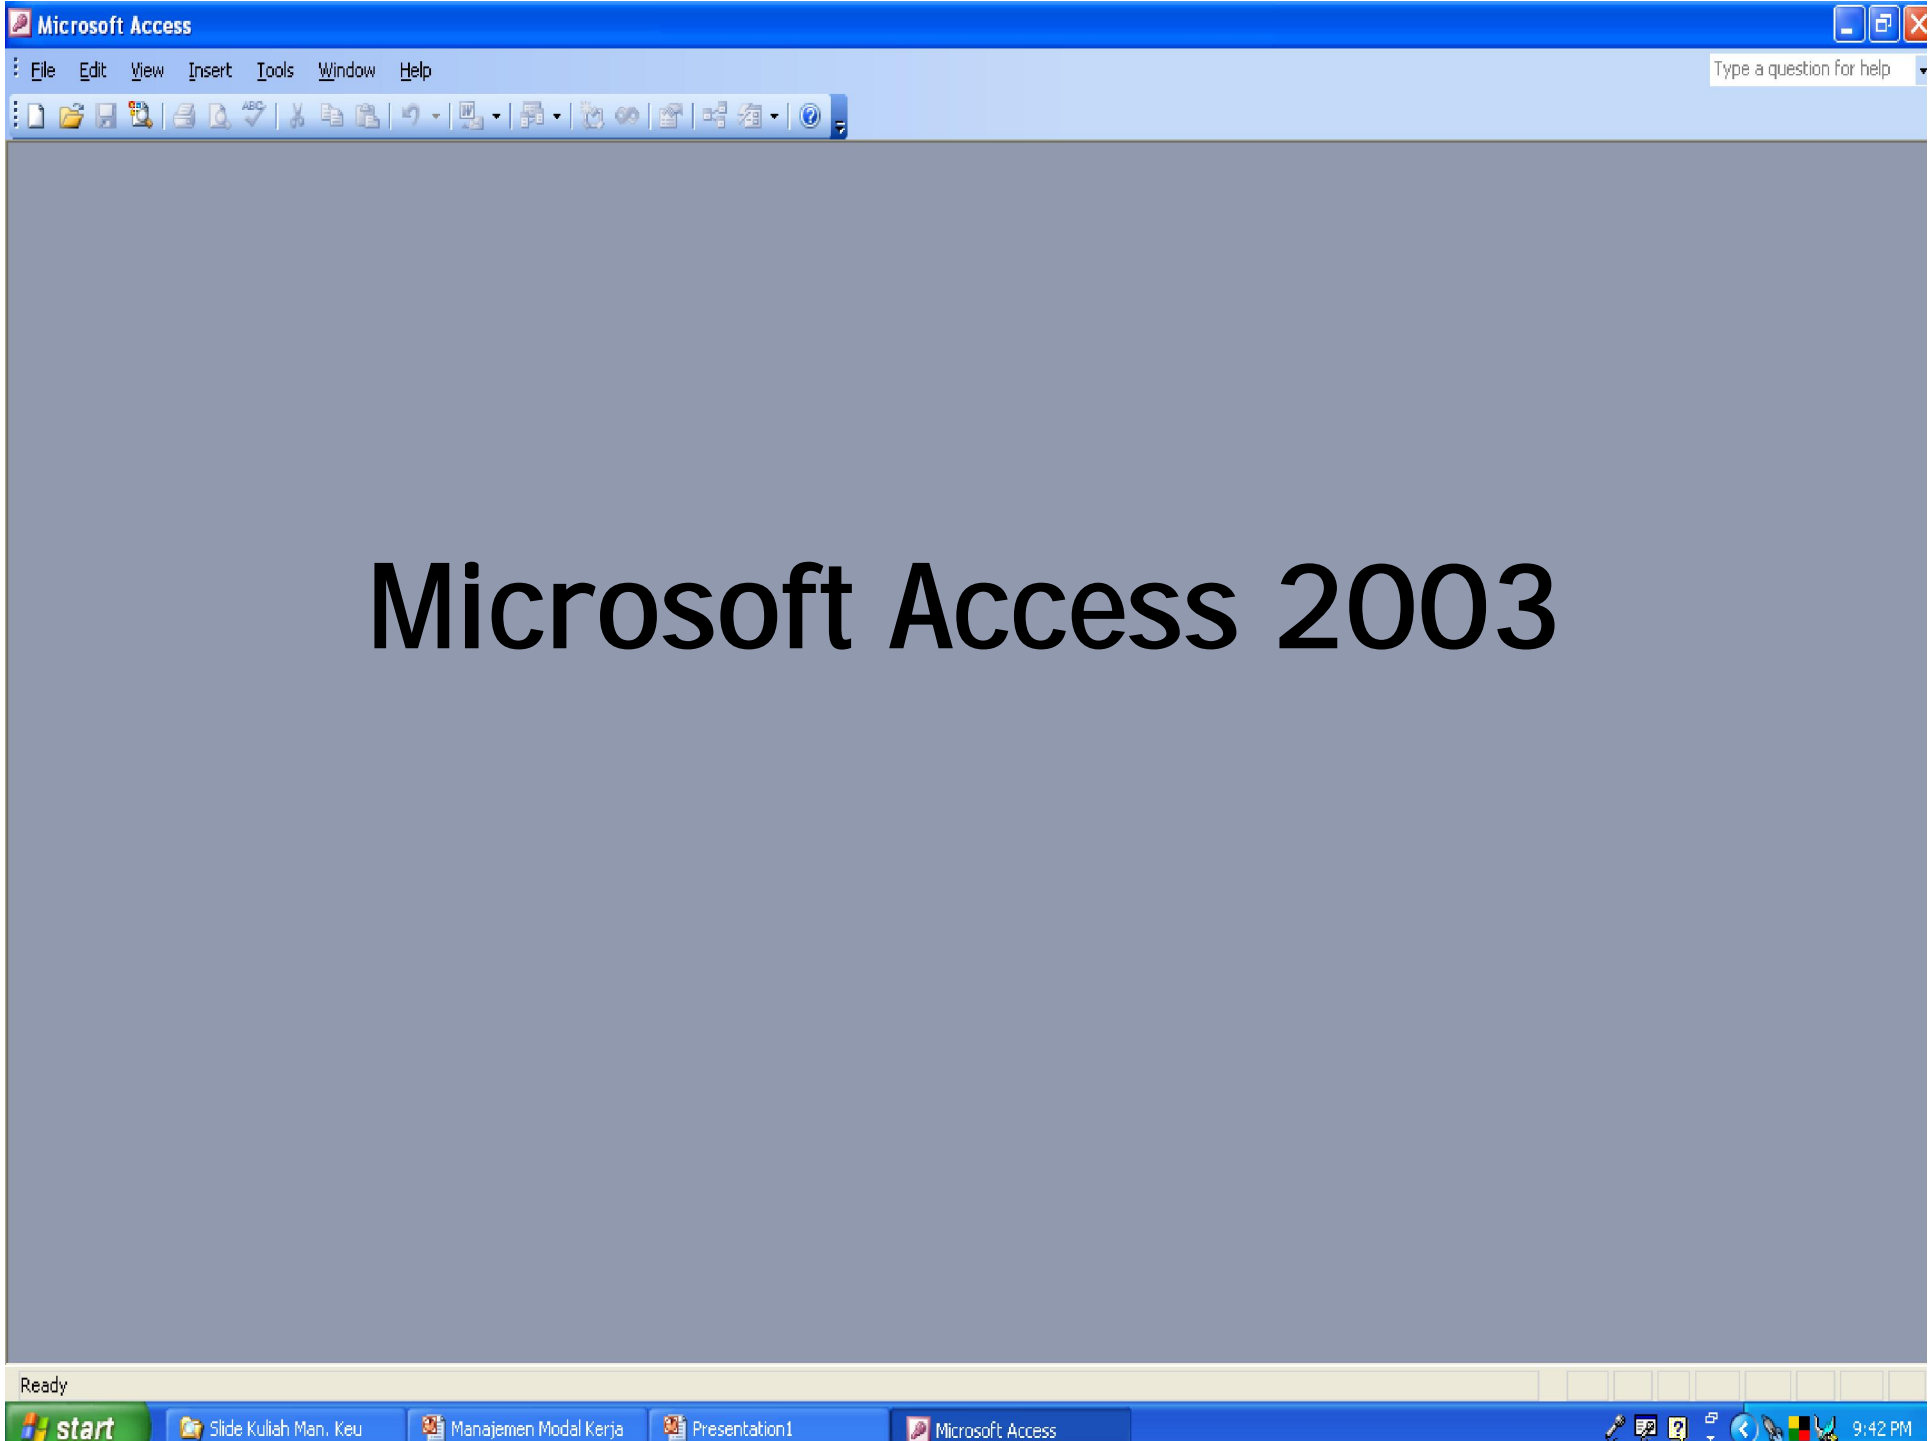 Microsoft Access
File Edit View Insert Tools Window Help
Type a question for help
ABC
Microsoft Access 2003
Ready
start
Slide Kuliah Man. Keu
Manajemen Modal Kerja
Presentation1
Microsoft Access
9:42 PM